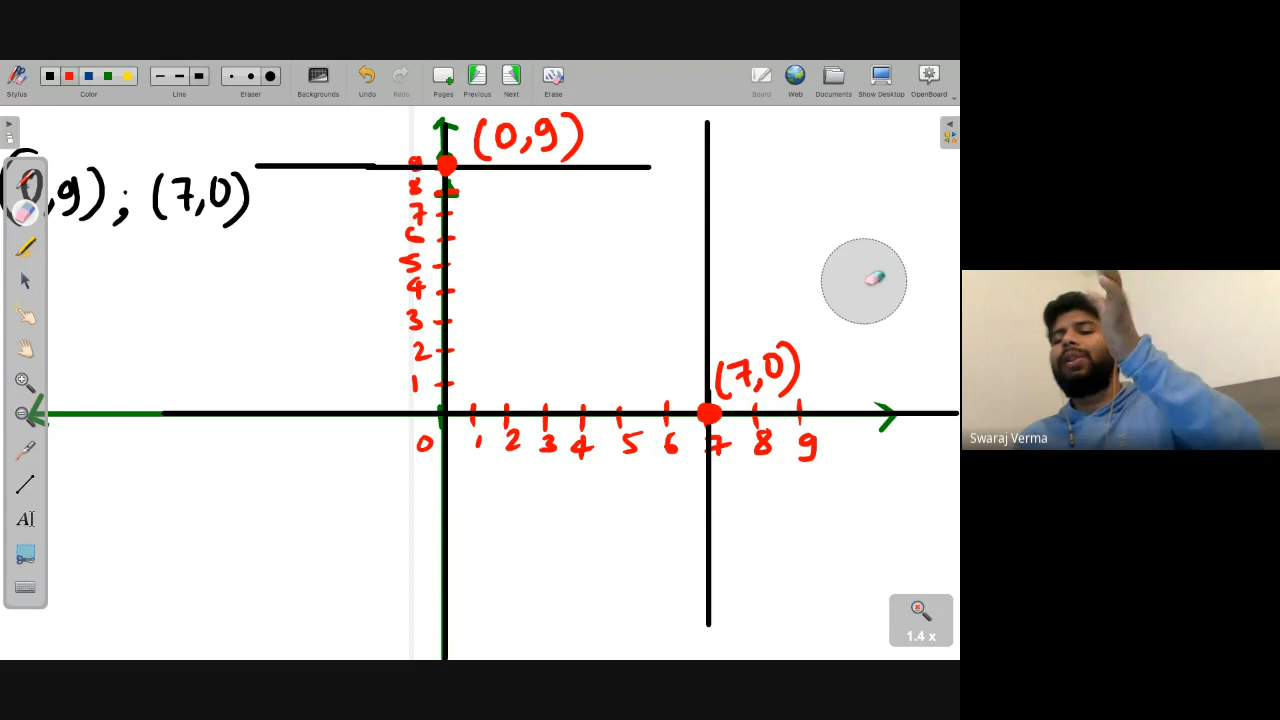 Stylus
Color
Line
Eraser
Backgrounds
Undo
Redo
Pages
Previous
Next
Erase
Board
Web
Documents
Show Desktop
OpenBoard
(0,9)
(0,9) ; (7,0)
9
8
7
6
5
4
3
2
1
(7,0)
0 1 2 3 4 5 6 7 8 9
Swaraj Verma
1.4 x